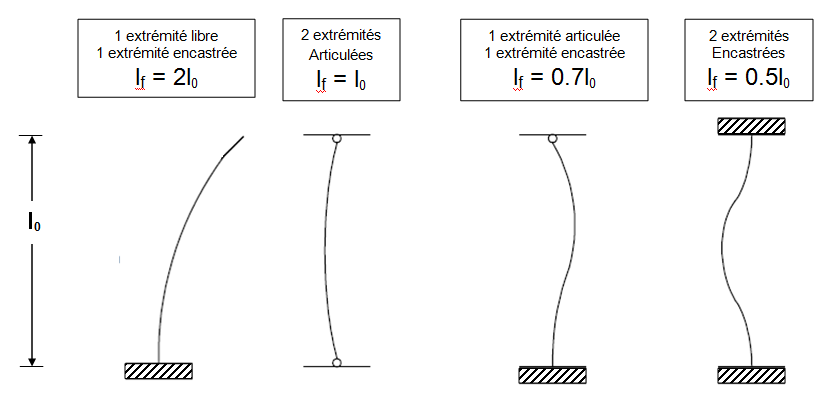 1 extrémité libre
1 extrémité encastrée
lf = 2l₀
2 extrémités
Articulées
lf = l₀
1 extrémité articulée
1 extrémité encastrée
lf = 0.7l₀
2 extrémités
Encastrées
lf = 0.5l₀
l₀